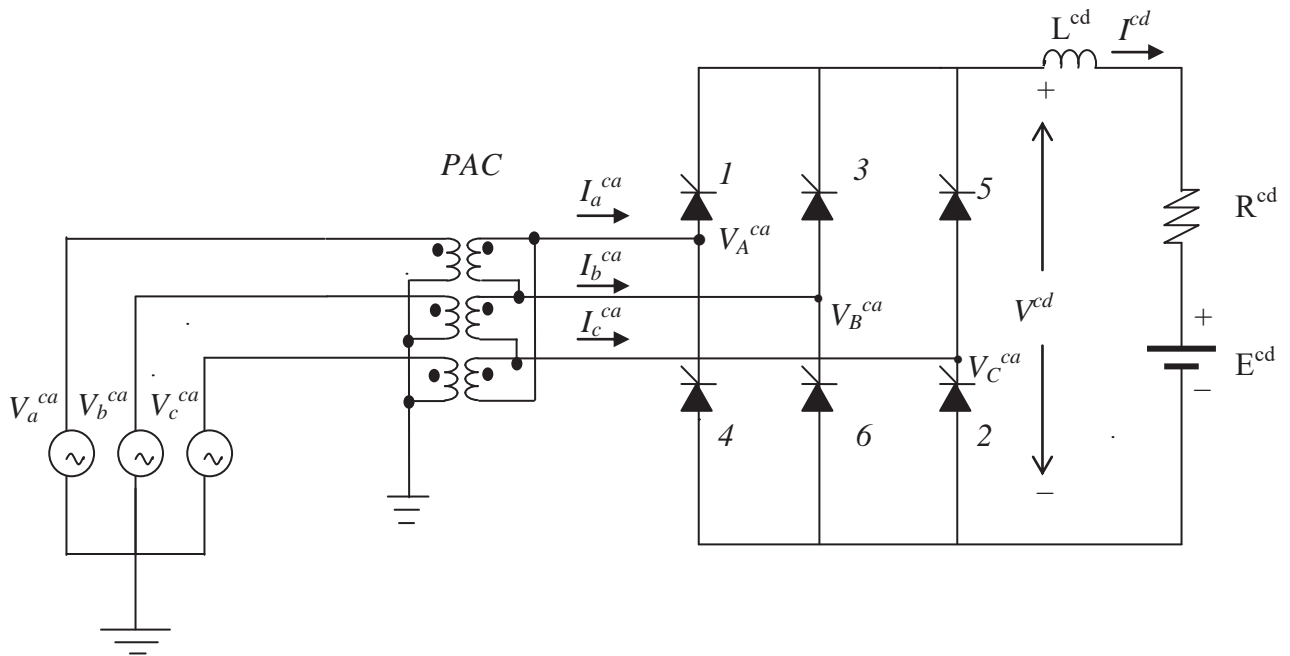 L^cd I^cd
+
PAC
1 3 5
I_a^ca
V_A^ca
I_b^ca
V_B^ca
I_c^ca
V_C^ca
V^cd
R^cd
+
E^cd
−
V_a^ca V_b^ca V_c^ca
4 6 2
−